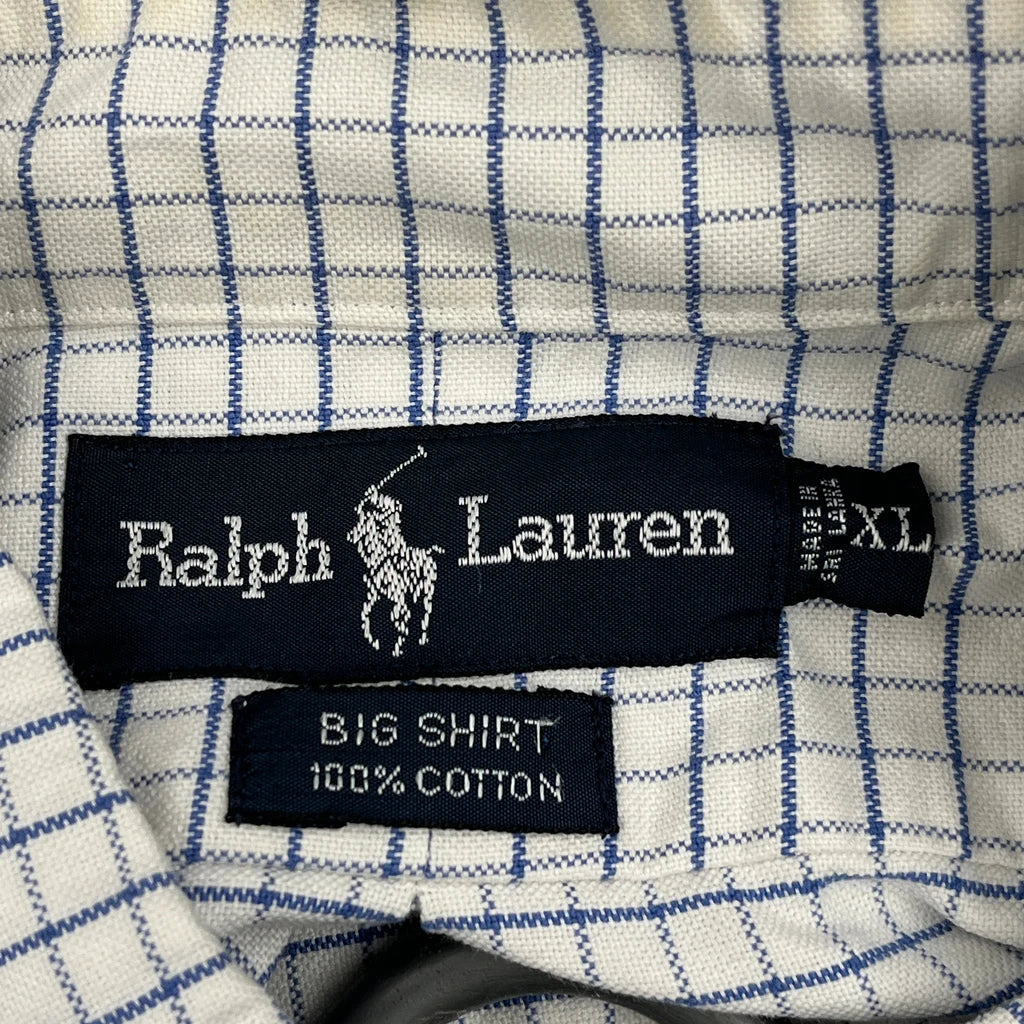 Ralph Lauren
MADE IN
SRI LANKA
XL
BIG SHIRT
100% COTTON